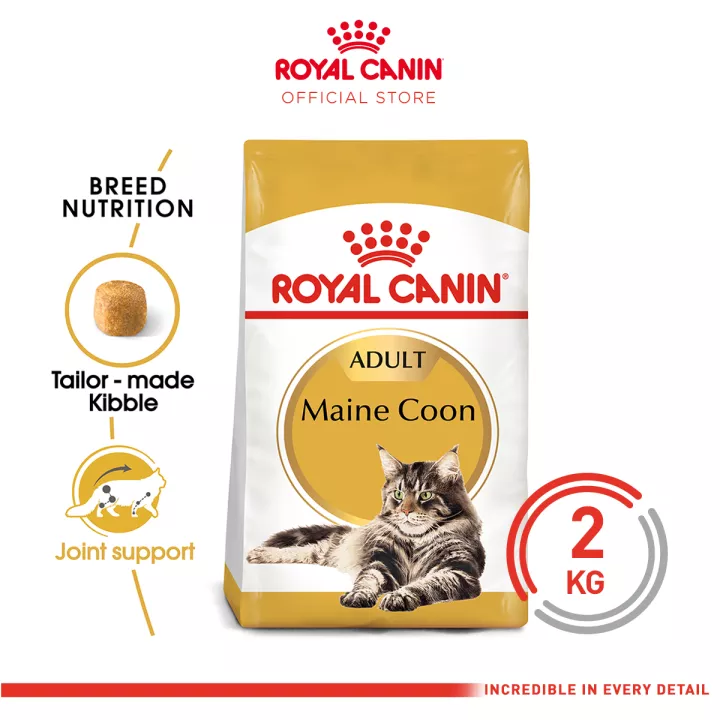 ROYAL CANIN
OFFICIAL STORE
BREED
NUTRITION
Tailor - made
Kibble
Joint support
ROYAL CANIN®
ADULT
Maine Coon
2
KG
INCREDIBLE IN EVERY DETAIL